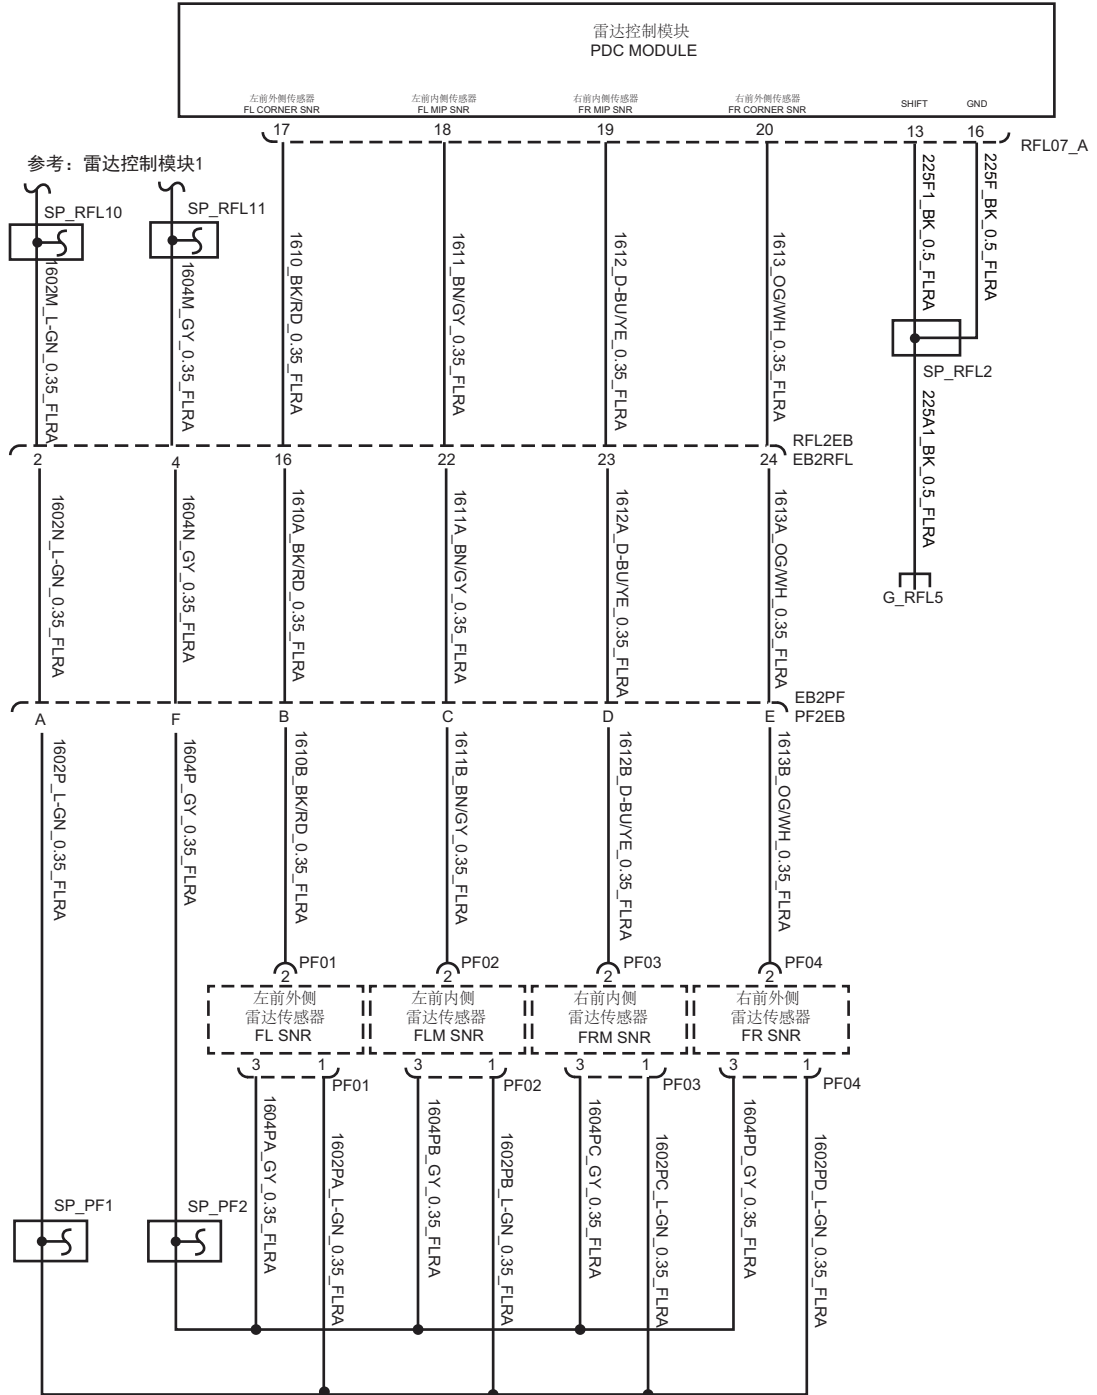 雷达控制模块
PDC MODULE
左前外侧传感器
FL CORNER SNR
左前内侧传感器
FL MIP SNR
右前内侧传感器
FR MIP SNR
右前外侧传感器
FR CORNER SNR
SHIFT
GND
17
18
19
20
13
16
RFL07_A
参考：雷达控制模块1
SP_RFL10
SP_RFL11
1602M_L-GN_0.35_FLRA
1604M_GY_0.35_FLRA
1610_BK/RD_0.35_FLRA
1611_BN/GY_0.35_FLRA
1612_D-BU/YE_0.35_FLRA
1613_OG/WH_0.35_FLRA
225F1_BK_0.5_FLRA
225F_BK_0.5_FLRA
SP_RFL2
225A1_BK_0.5_FLRA
G_RFL5
RFL2EB
EB2RFL
2
4
16
22
23
24
1602N_L-GN_0.35_FLRA
1604N_GY_0.35_FLRA
1610A_BK/RD_0.35_FLRA
1611A_BN/GY_0.35_FLRA
1612A_D-BU/YE_0.35_FLRA
1613A_OG/WH_0.35_FLRA
EB2PF
PF2EB
A
F
B
C
D
E
1602P_L-GN_0.35_FLRA
1604P_GY_0.35_FLRA
1610B_BK/RD_0.35_FLRA
1611B_BN/GY_0.35_FLRA
1612B_D-BU/YE_0.35_FLRA
1613B_OG/WH_0.35_FLRA
PF01
2
PF02
2
PF03
2
PF04
2
左前外侧
雷达传感器
FL SNR
左前内侧
雷达传感器
FLM SNR
右前内侧
雷达传感器
FRM SNR
右前外侧
雷达传感器
FR SNR
3
1
PF01
3
1
PF02
3
1
PF03
3
1
PF04
1604PA_GY_0.35_FLRA
1602PA_L-GN_0.35_FLRA
1604PB_GY_0.35_FLRA
1602PB_L-GN_0.35_FLRA
1604PC_GY_0.35_FLRA
1602PC_L-GN_0.35_FLRA
1604PD_GY_0.35_FLRA
1602PD_L-GN_0.35_FLRA
SP_PF1
SP_PF2